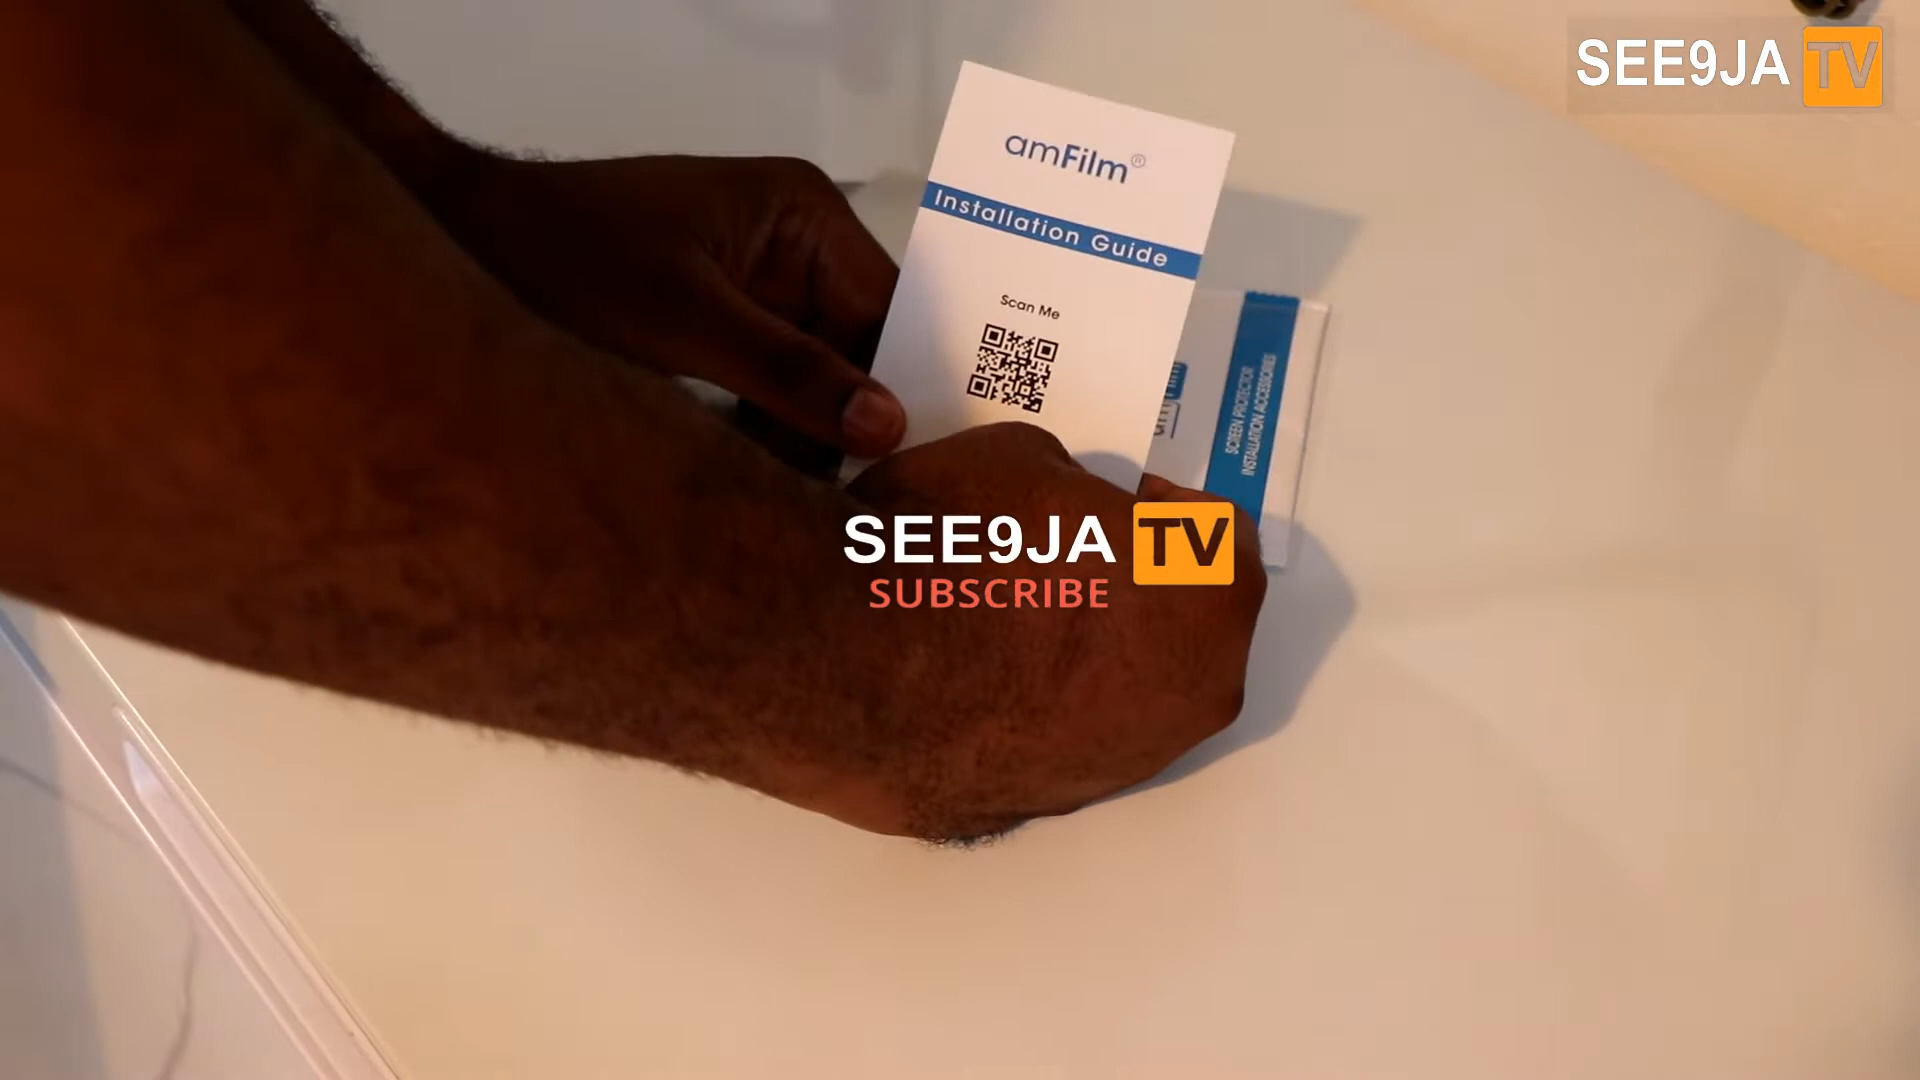 SEE9JA TV
amFilm®
Installation Guide
Scan Me
SCREEN PROTECTOR
INSTALLATION ACCESSORIES
SEE9JA TV
SUBSCRIBE